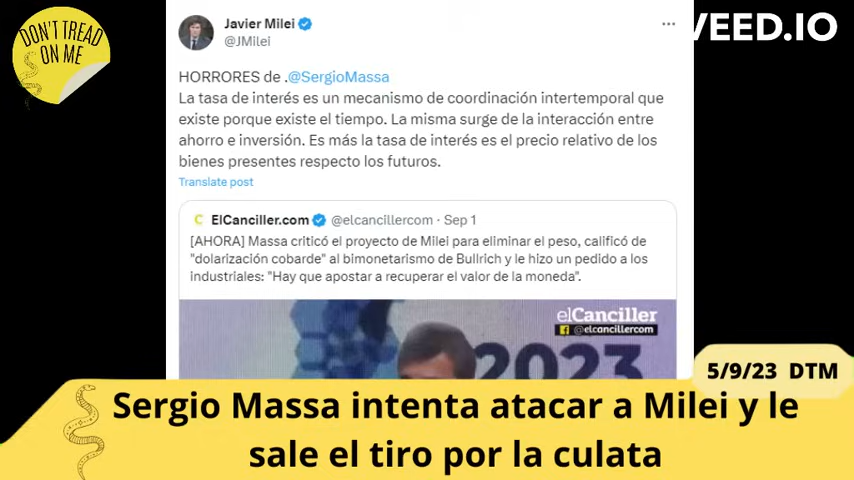 DON'T TREAD
ON ME
VEED.IO
Javier Milei
@JMilei
HORRORES de .@SergioMassa
La tasa de interés es un mecanismo de coordinación intertemporal que
existe porque existe el tiempo. La misma surge de la interacción entre
ahorro e inversión. Es más la tasa de interés es el precio relativo de los
bienes presentes respecto los futuros.
Translate post
ElCanciller.com @elcancillercom · Sep 1
[AHORA] Massa criticó el proyecto de Milei para eliminar el peso, calificó de
"dolarización cobarde" al bimonetarismo de Bullrich y le hizo un pedido a los
industriales: "Hay que apostar a recuperar el valor de la moneda".
elCanciller
@elcancillercom
2023
5/9/23 DTM
Sergio Massa intenta atacar a Milei y le
sale el tiro por la culata